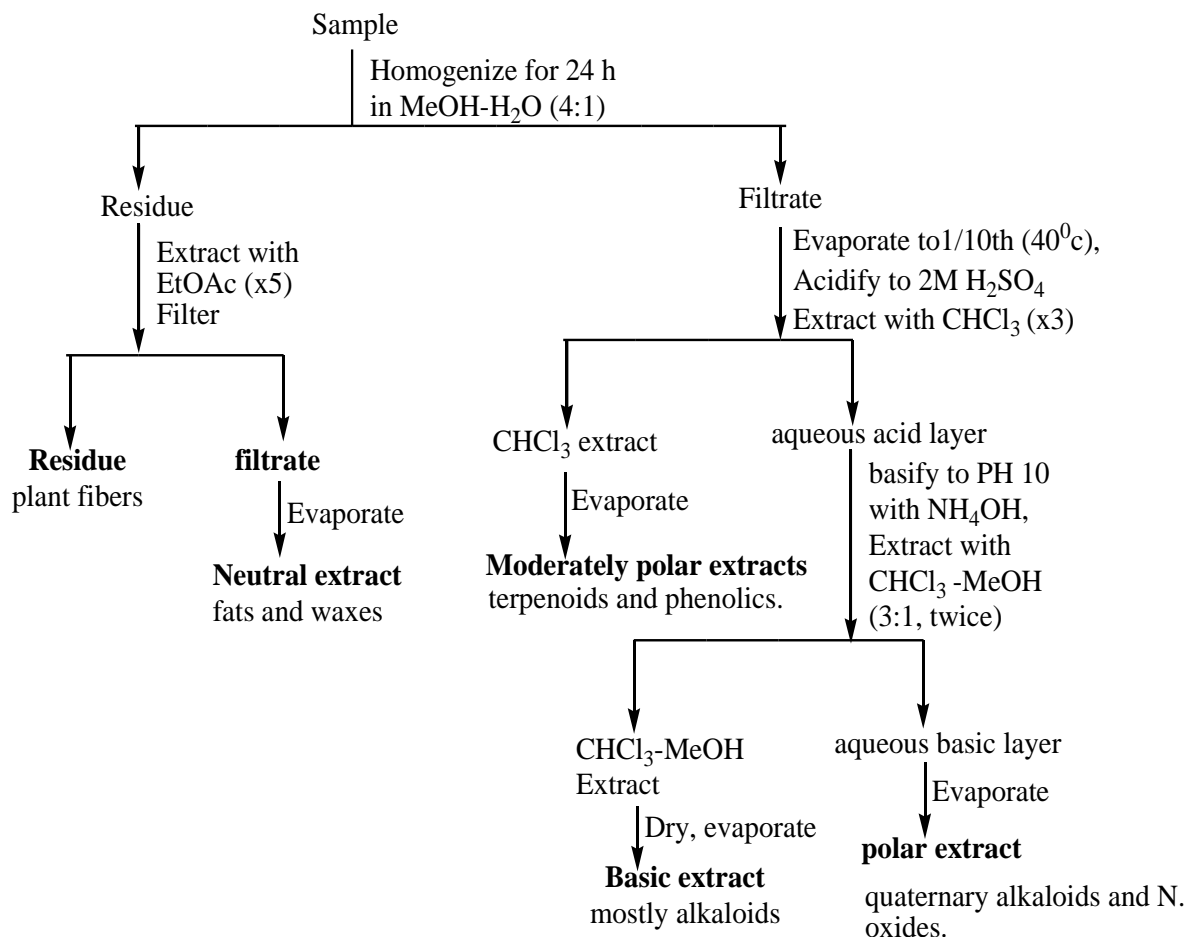 Sample
Homogenize for 24 h
in MeOH-H₂O (4:1)
Residue
Filtrate
Extract with
EtOAc (x5)
Filter
Evaporate to1/10th (40⁰c),
Acidify to 2M H₂SO₄
Extract with CHCl₃ (x3)
Residue
plant fibers
filtrate
Evaporate
Neutral extract
fats and waxes
CHCl₃ extract
Evaporate
Moderately polar extracts
terpenoids and phenolics.
aqueous acid layer
basify to PH 10
with NH₄OH,
Extract with
CHCl₃ -MeOH
(3:1, twice)
CHCl₃-MeOH
Extract
Dry, evaporate
Basic extract
mostly alkaloids
aqueous basic layer
Evaporate
polar extract
quaternary alkaloids and N.
oxides.